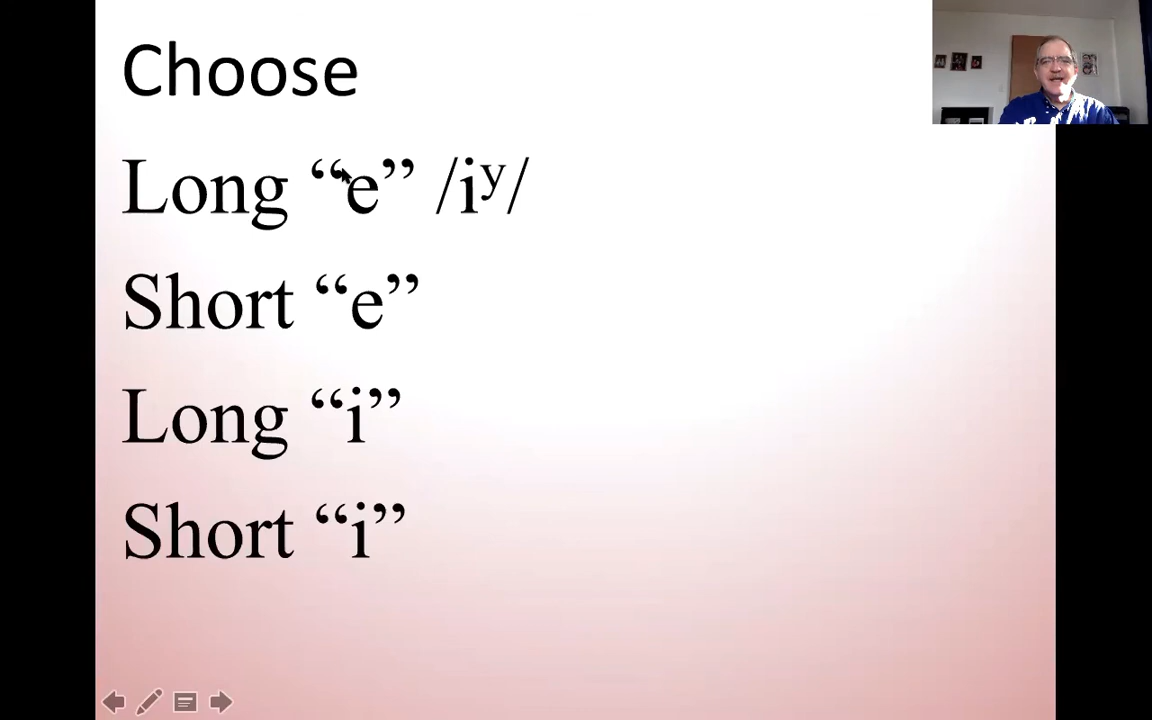 Choose
Long “e” /iʸ/
Short “e”
Long “i”
Short “i”